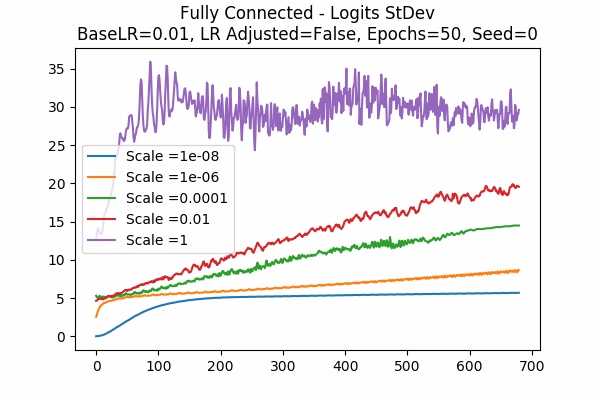 Fully Connected - Logits StDev
BaseLR=0.01, LR Adjusted=False, Epochs=50, Seed=0
35
30
25
20
15
10
5
0
Scale =1e-08
Scale =1e-06
Scale =0.0001
Scale =0.01
Scale =1
0 100 200 300 400 500 600 700